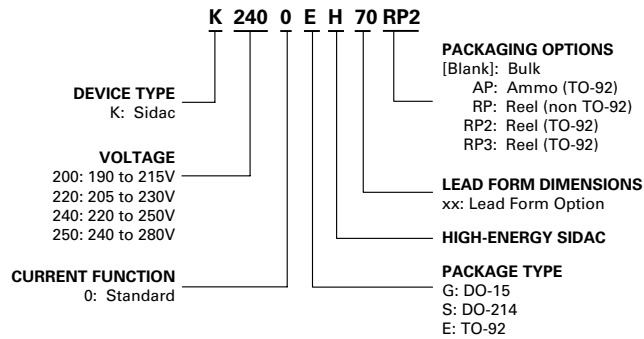 K 240 0 E H 70 RP2
DEVICE TYPE
K: Sidac
VOLTAGE
200: 190 to 215V
220: 205 to 230V
240: 220 to 250V
250: 240 to 280V
CURRENT FUNCTION
0: Standard
PACKAGING OPTIONS
[Blank]: Bulk
AP: Ammo (TO-92)
RP: Reel (non TO-92)
RP2: Reel (TO-92)
RP3: Reel (TO-92)
LEAD FORM DIMENSIONS
xx: Lead Form Option
HIGH-ENERGY SIDAC
PACKAGE TYPE
G: DO-15
S: DO-214
E: TO-92